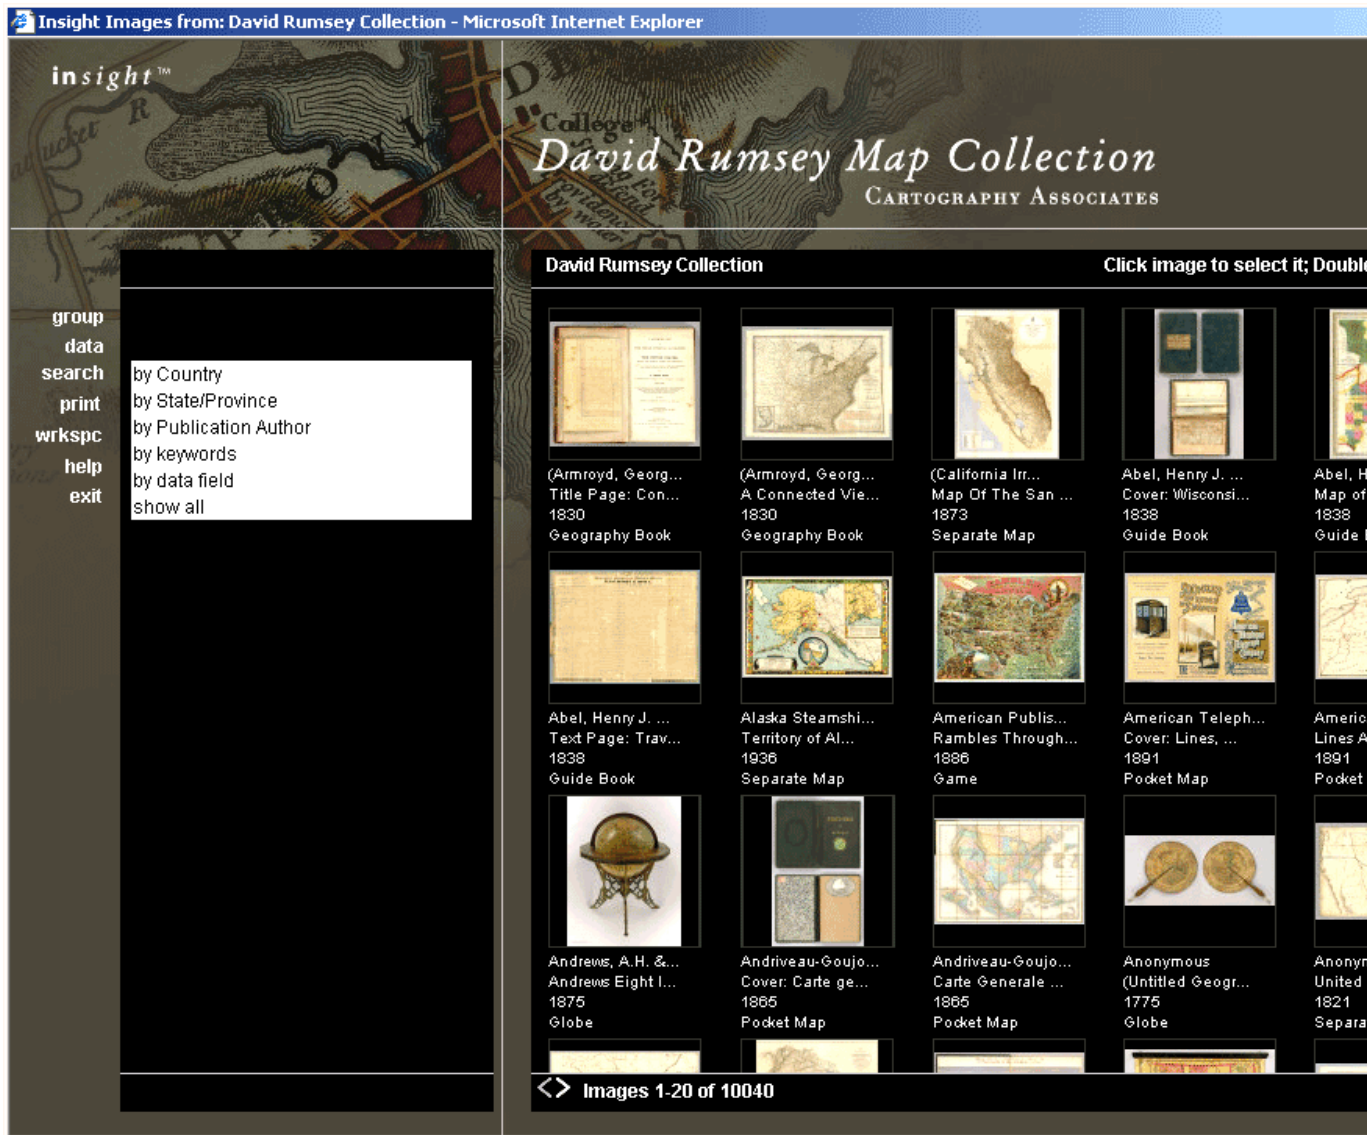 Insight Images from: David Rumsey Collection - Microsoft Internet Explorer
insight™
College
David Rumsey Map Collection
CARTOGRAPHY ASSOCIATES
David Rumsey Collection
Click image to select it; Double
group
data
search
print
wrkspc
help
exit
by Country
by State/Province
by Publication Author
by keywords
by data field
show all
(Armroyd, Georg...
Title Page: Con...
1830
Geography Book
(Armroyd, Georg...
A Connected Vie...
1830
Geography Book
(California Irr...
Map Of The San ...
1873
Separate Map
Abel, Henry J. ...
Cover: Wisconsi...
1838
Guide Book
Abel, H
Map of
1838
Guide
Abel, Henry J. ...
Text Page: Trav...
1838
Guide Book
Alaska Steamshi...
Territory of Al...
1936
Separate Map
American Publis...
Rambles Through...
1886
Game
American Teleph...
Cover: Lines, ...
1891
Pocket Map
Americ
Lines A
1891
Pocket
Andrews, A.H. &...
Andrews Eight I...
1875
Globe
Andriveau-Goujo...
Cover: Carte ge...
1865
Pocket Map
Andriveau-Goujo...
Carte Generale ...
1865
Pocket Map
Anonymous
(Untitled Geogr...
1775
Globe
Anonyr
United
1821
Separa
<> Images 1-20 of 10040